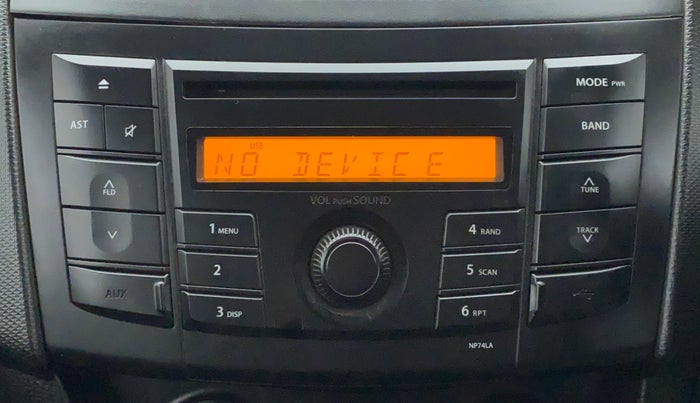 MODE PWR
AST
BAND
USB
NO DEVICE
FLD
TUNE
VOL PUSH SOUND
1 MENU
4 RAND
TRACK
2
5 SCAN
AUX
3 DISP
6 RPT
NP74LA